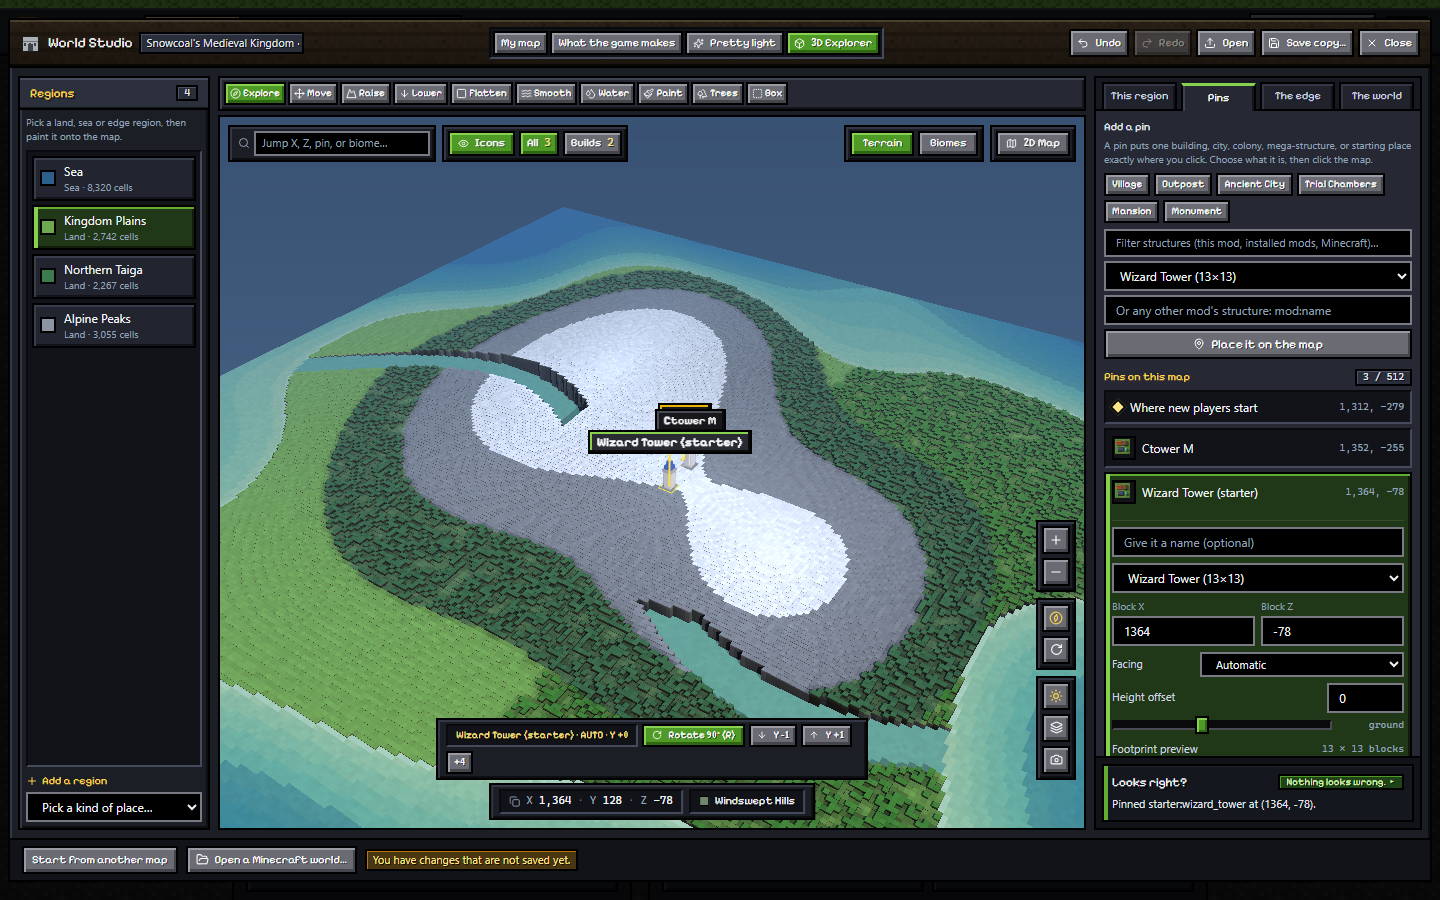 World Studio
Snowcoal's Medieval Kingdom ·
My map
What the game makes
Pretty light
3D Explorer
Undo
Redo
Open
Save copy...
Close
Regions
4
Pick a land, sea or edge region, then
paint it onto the map.
Sea
Sea · 8,320 cells
Kingdom Plains
Land · 2,742 cells
Northern Taiga
Land · 2,267 cells
Alpine Peaks
Land · 3,055 cells
+ Add a region
Pick a kind of place...
Explore
Move
Raise
Lower
Flatten
Smooth
Water
Paint
Trees
Box
Jump X, Z, pin, or biome...
Icons
All 3
Builds 2
Terrain
Biomes
2D Map
Ctower M
Wizard Tower (starter)
Wizard Tower (starter) · AUTO · Y +0
Rotate 90° (R)
Y -1
Y +1
+4
X 1,364 · Y 128 · Z −78
Windswept Hills
This region
Pins
The edge
The world
Add a pin
A pin puts one building, city, colony, mega-structure, or starting place
exactly where you click. Choose what it is, then click the map.
Village
Outpost
Ancient City
Trial Chambers
Mansion
Monument
Filter structures (this mod, installed mods, Minecraft)...
Wizard Tower (13×13)
Or any other mod's structure: mod:name
Place it on the map
Pins on this map
3 / 512
Where new players start
1,312, −279
Ctower M
1,352, −255
Wizard Tower (starter)
1,364, −78
Give it a name (optional)
Wizard Tower (13×13)
Block X
Block Z
1364
-78
Facing
Automatic
Height offset
0
ground
Footprint preview
13 × 13 blocks
Looks right?
Nothing looks wrong.
Pinned starter:wizard_tower at (1364, -78).
Start from another map
Open a Minecraft world...
You have changes that are not saved yet.